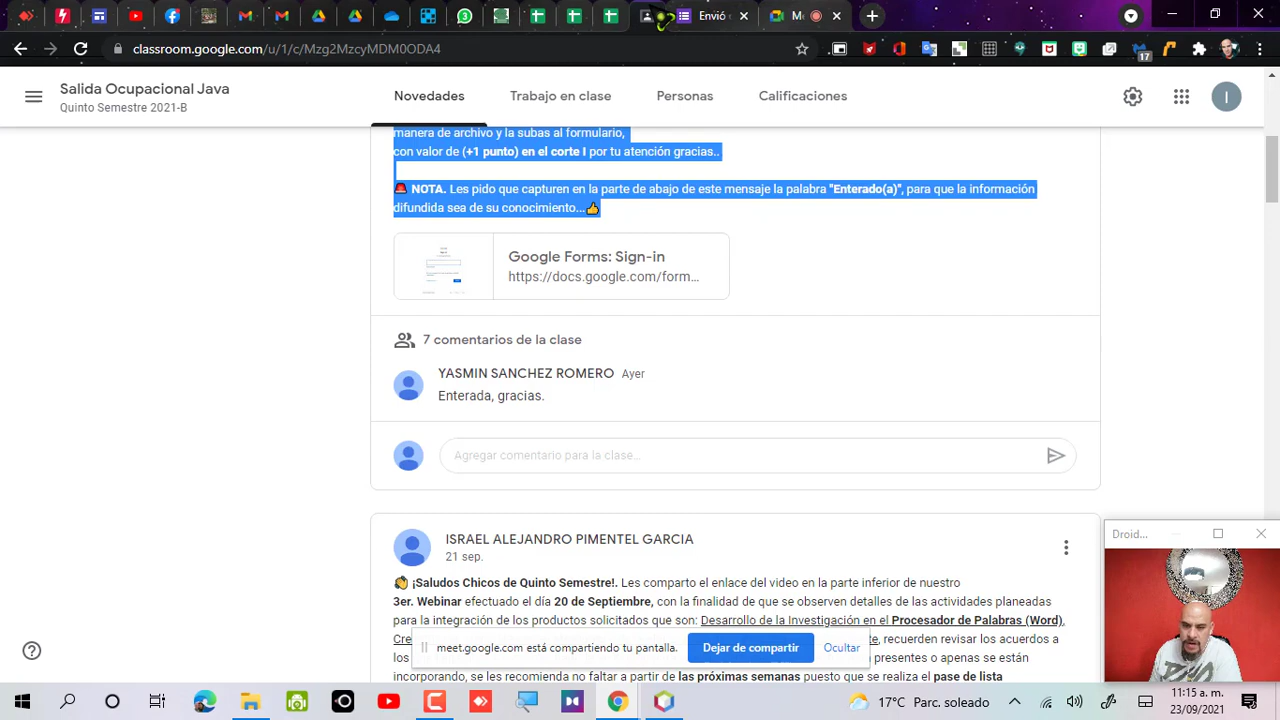 Envió
M
classroom.google.com/u/1/c/Mzg2MzcyMDM0ODA4
17
Salida Ocupacional Java
Quinto Semestre 2021-B
Novedades
Trabajo en clase
Personas
Calificaciones
I
manera de archivo y la subas al formulario,
con valor de (+1 punto) en el corte I por tu atención gracias..
🚨 NOTA. Les pido que capturen en la parte de abajo de este mensaje la palabra "Enterado(a)", para que la información
difundida sea de su conocimiento...👍
Google Forms: Sign-in
https://docs.google.com/form...
7 comentarios de la clase
YASMIN SANCHEZ ROMERO Ayer
Enterada, gracias.
Agregar comentario para la clase...
ISRAEL ALEJANDRO PIMENTEL GARCIA
21 sep.
👏 ¡Saludos Chicos de Quinto Semestre!. Les comparto el enlace del video en la parte inferior de nuestro
3er. Webinar efectuado el día 20 de Septiembre, con la finalidad de que se observen detalles de las actividades planeadas
para la integración de los productos solicitados que son: Desarrollo de la Investigación en el Procesador de Palabras (Word),
recuerden revisar los acuerdos a
los
presentes o apenas se están
incorporando, se les recomienda no faltar a partir de las próximas semanas puesto que se realiza el pase de lista
meet.google.com está compartiendo tu pantalla.
Dejar de compartir
Ocultar
Droid...
17°C Parc. soleado
11:15 a. m.
23/09/2021